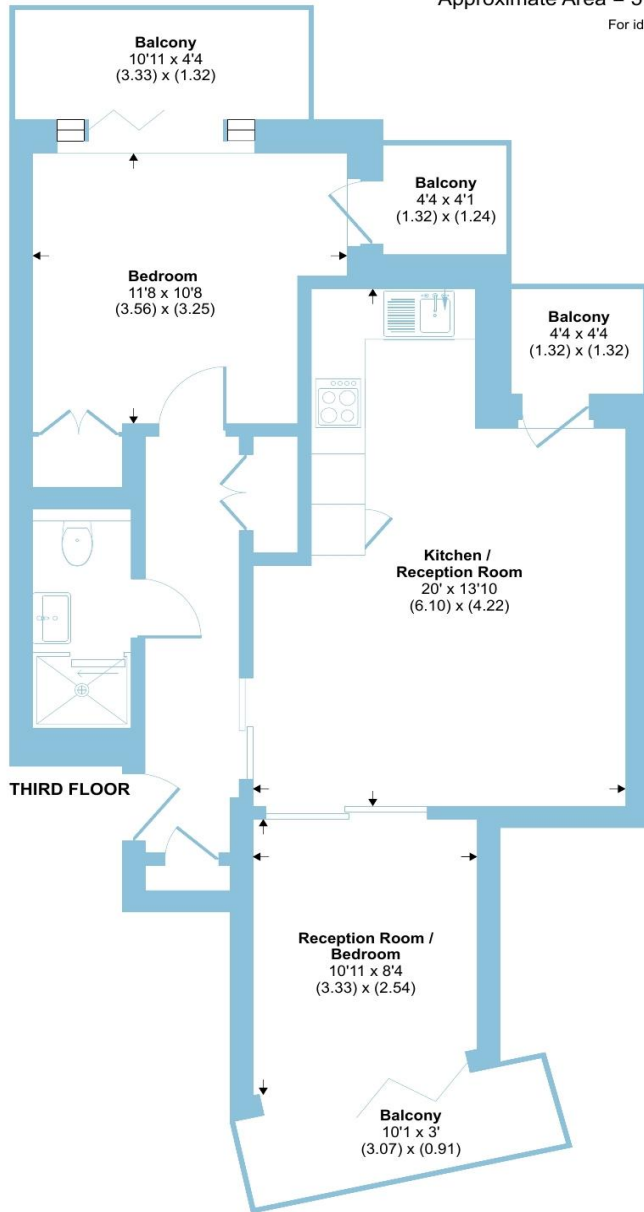 Approximate Area =
For id
Balcony
10'11 x 4'4
(3.33) x (1.32)
Balcony
4'4 x 4'1
(1.32) x (1.24)
Bedroom
11'8 x 10'8
(3.56) x (3.25)
Balcony
4'4 x 4'4
(1.32) x (1.32)
Kitchen /
Reception Room
20' x 13'10
(6.10) x (4.22)
THIRD FLOOR
Reception Room /
Bedroom
10'11 x 8'4
(3.33) x (2.54)
Balcony
10'1 x 3'
(3.07) x (0.91)